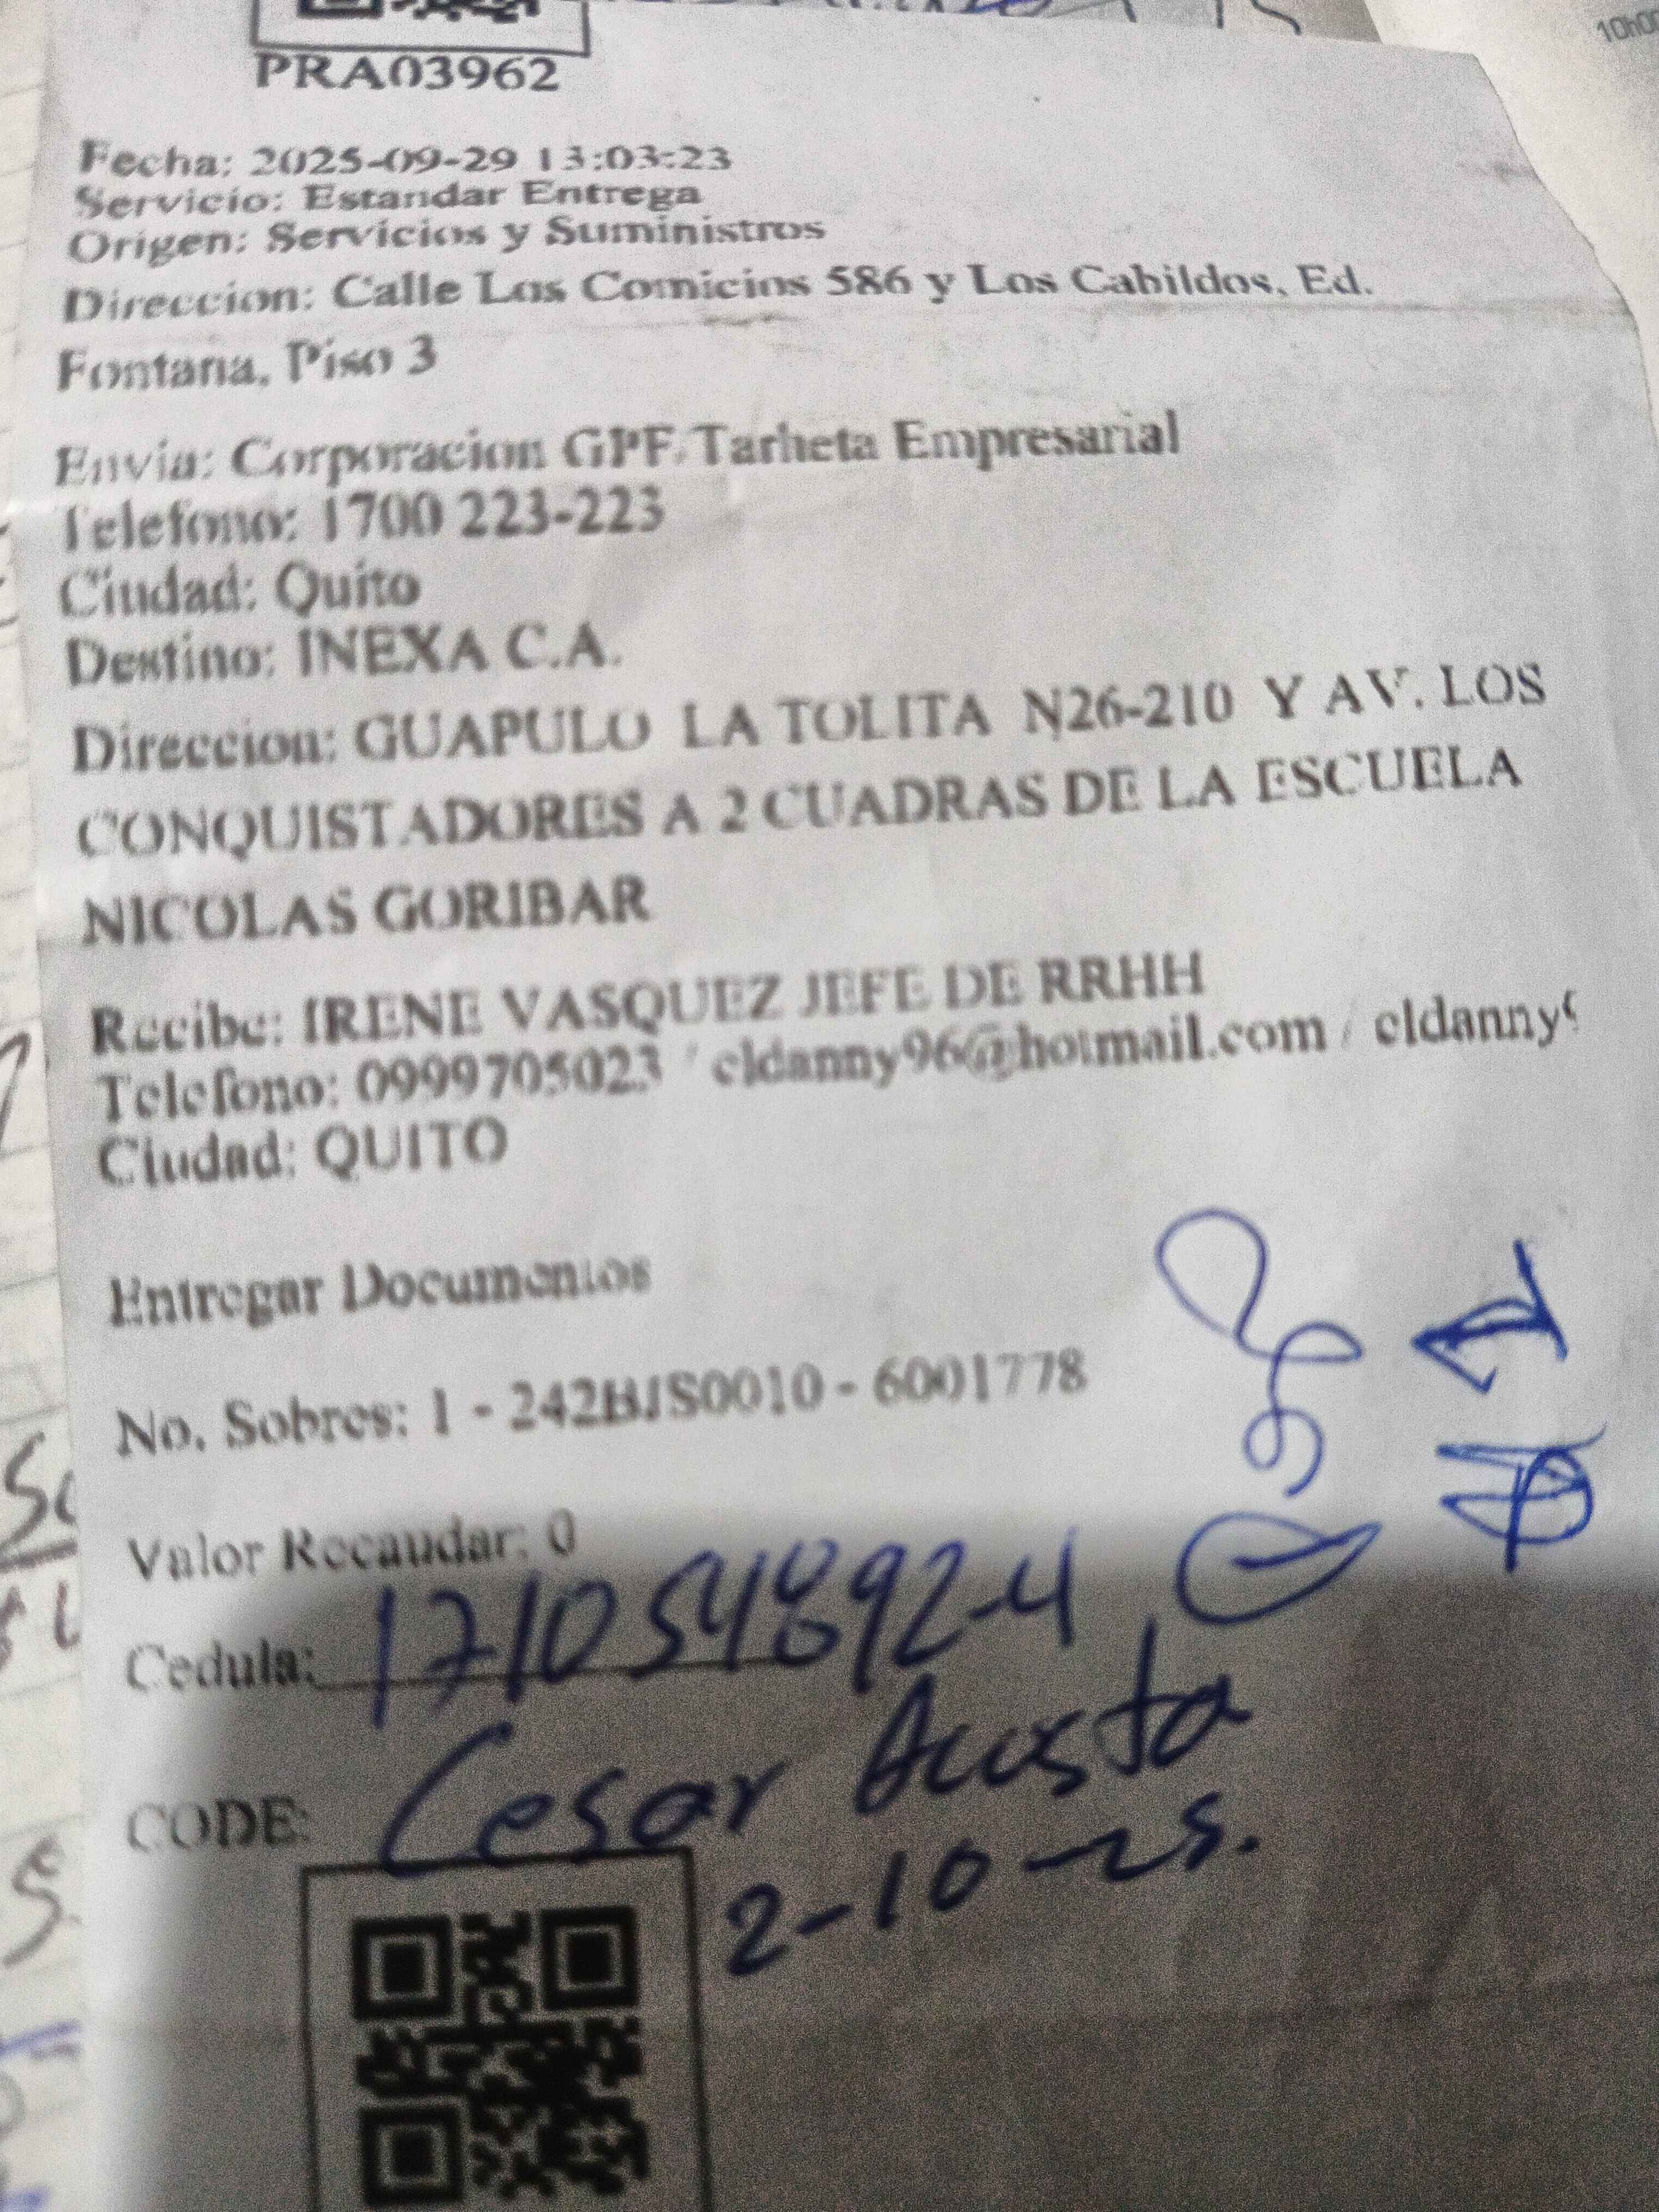 10h00
PRA03962
Fecha: 2025-09-29 13:03:23
Servicio: Estandar Entrega
Origen: Servicios y Suministros
Direccion: Calle Los Comicios 586 y Los Cabildos, Ed.
Fontana, Piso 3
Envia: Corporacion GPF. Tarheta Empresarial
Telefono: 1700 223-223
Ciudad: Quito
Destino: INEXA C.A.
Direccion: GUAPULO LA TOLITA N26-210 Y AV. LOS
CONQUISTADORES A 2 CUADRAS DE LA ESCUELA
NICOLAS GORIBAR
Recibe: IRENE VASQUEZ JEFE DE RRHH
Telefono: 0999705023 / cldanny96@hotmail.com / cldanny9
Ciudad: QUITO
Entregar Documentos
No. Sobres: 1 - 242BJS0010 - 6001778
Valor Recaudar: 0
Cedula: 171054892-4
Cesar Acosta
CODE:
2-10-25.